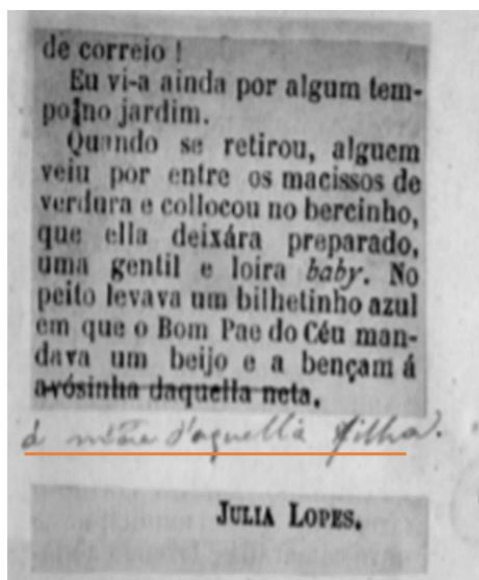 de correio !
Eu vi-a ainda por algum tem-
po no jardim.
Quando se retirou, alguem
veiu por entre os macissos de
verdura e collocou no bercinho,
que ella deixára preparado,
uma gentil e loira baby. No
peito levava um bilhetinho azul
em que o Bom Pae do Céu man-
dava um beijo e a bençam á
avósinha daquella neta.
á mãe d'aquella filha.
JULIA LOPES.